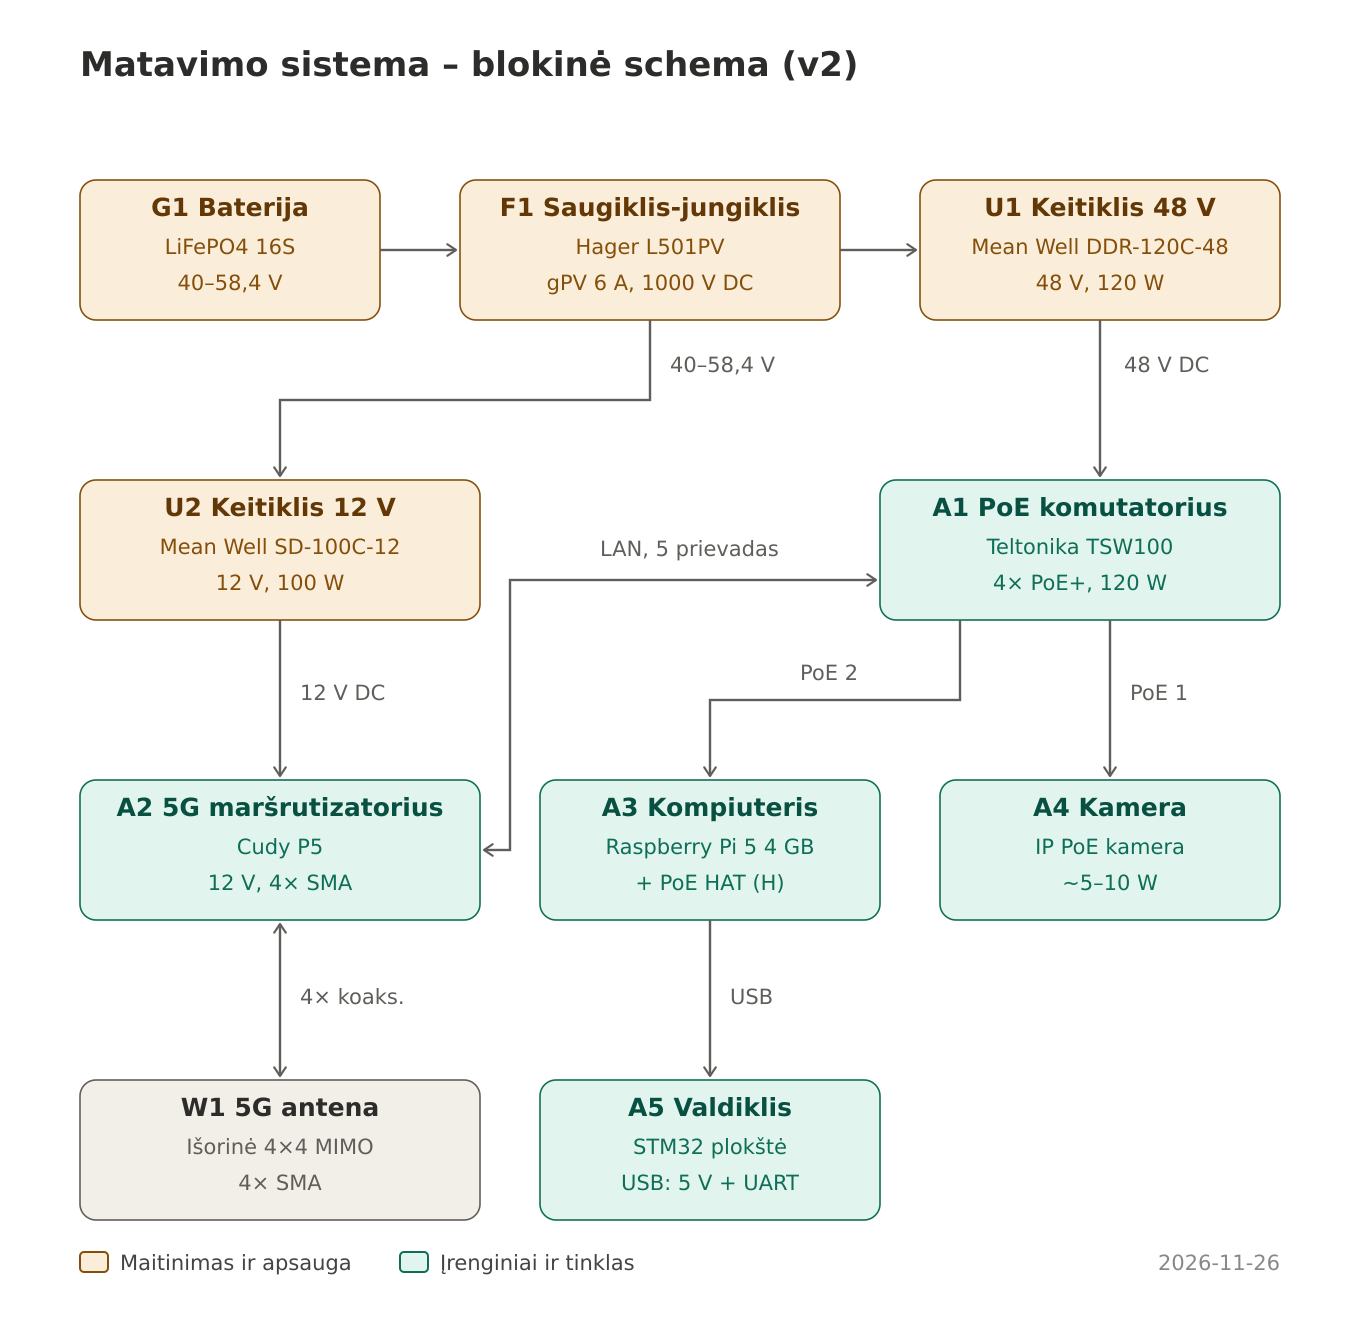 Matavimo sistema – blokinė schema (v2)
G1 Baterija
LiFePO4 16S
40–58,4 V
F1 Saugiklis-jungiklis
Hager L501PV
gPV 6 A, 1000 V DC
U1 Keitiklis 48 V
Mean Well DDR-120C-48
48 V, 120 W
40–58,4 V
48 V DC
U2 Keitiklis 12 V
Mean Well SD-100C-12
12 V, 100 W
LAN, 5 prievadas
A1 PoE komutatorius
Teltonika TSW100
4× PoE+, 120 W
12 V DC
PoE 2
PoE 1
A2 5G maršrutizatorius
Cudy P5
12 V, 4× SMA
A3 Kompiuteris
Raspberry Pi 5 4 GB
+ PoE HAT (H)
A4 Kamera
IP PoE kamera
~5–10 W
4× koaks.
USB
W1 5G antena
Išorinė 4×4 MIMO
4× SMA
A5 Valdiklis
STM32 plokštė
USB: 5 V + UART
Maitinimas ir apsauga
Įrenginiai ir tinklas
2026-11-26